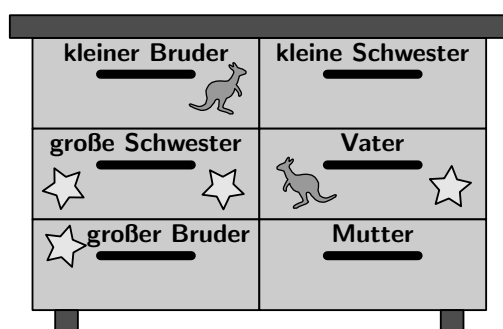 kleiner Bruder
kleine Schwester
große Schwester
Vater
großer Bruder
Mutter